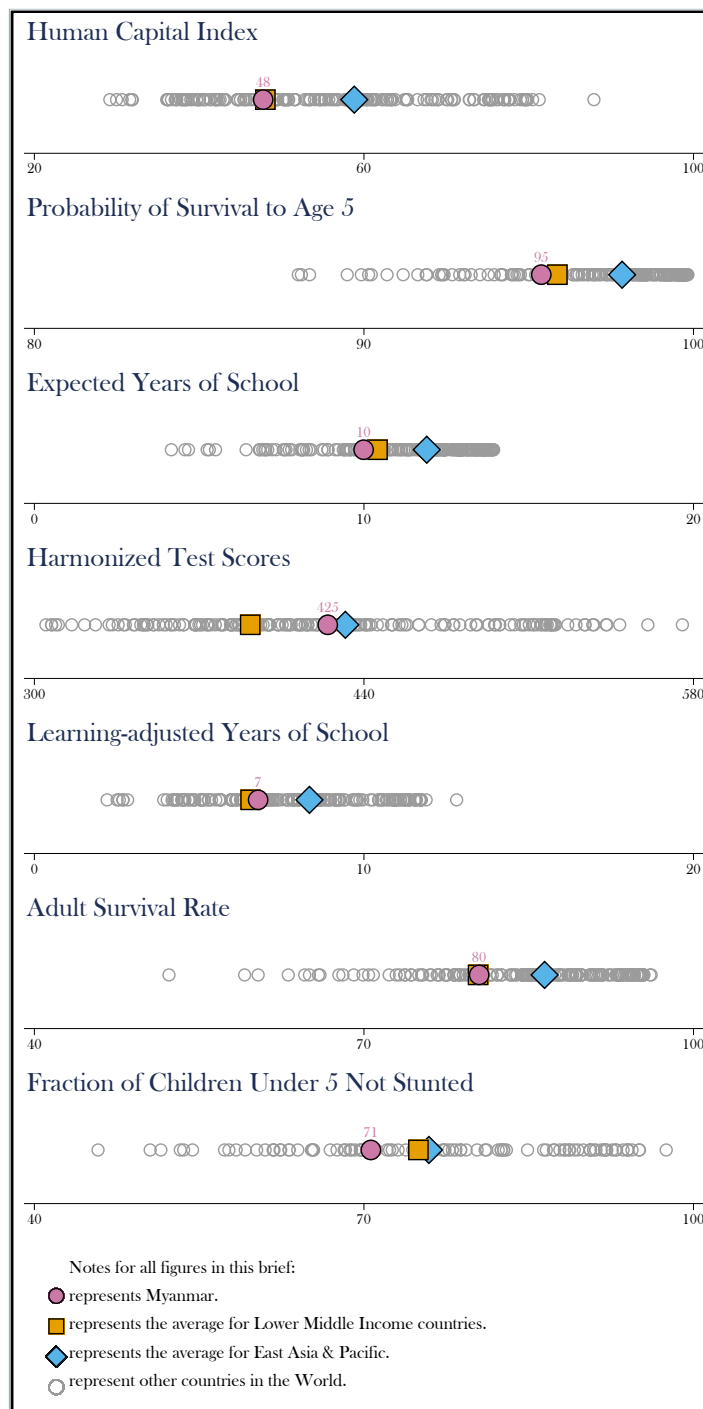 Human Capital Index
48
20 60 100
Probability of Survival to Age 5
95
80 90 100
Expected Years of School
10
0 10 20
Harmonized Test Scores
425
300 440 580
Learning-adjusted Years of School
7
0 10 20
Adult Survival Rate
80
40 70 100
Fraction of Children Under 5 Not Stunted
71
40 70 100
Notes for all figures in this brief:
represents Myanmar.
represents the average for Lower Middle Income countries.
represents the average for East Asia & Pacific.
represent other countries in the World.